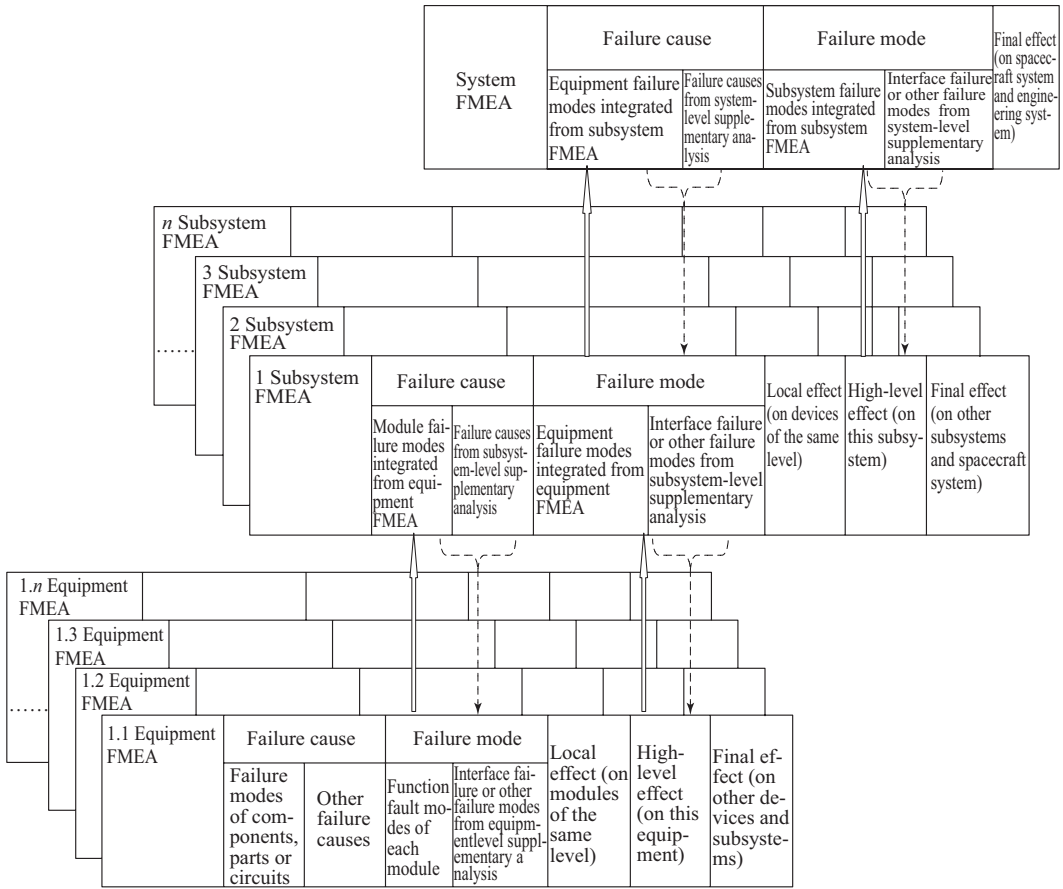 System
FMEA
Failure cause
Failure mode
Final effect
(on spacec-
raft system
and engine-
ering syst-
em)
Equipment failure
modes integrated
from subsystem
FMEA
Failure causes
from system-
level supple-
mentary ana-
lysis
Subsystem failure
modes integrated
from subsystem
FMEA
Interface failure
or other failure
modes from
system-level
supplementary
analysis
n Subsystem
FMEA
3 Subsystem
FMEA
2 Subsystem
FMEA
......
1 Subsystem
FMEA
Failure cause
Failure mode
Local effect
(on devices
of the same
level)
High-level
effect (on
this subsy-
stem)
Final effect
(on other
subsystems
and spacecraft
system)
Module fai-
lure modes
integrated
from equip-
ment
FMEA
Failure causes
from subsyst-
em-level sup-
plementary
analysis
Equipment
failure modes
integrated from
equipment
FMEA
Interface failure
or other failure
modes from
subsystem-level
supplementary
analysis
1.n Equipment
FMEA
1.3 Equipment
FMEA
1.2 Equipment
FMEA
......
1.1 Equipment
FMEA
Failure cause
Failure mode
Local
effect (on
modules
of the
same
level)
High-
level
effect
(on this
equip-
ment)
Final ef-
fect (on
other de-
vices and
subsyste-
ms)
Failure
modes
of com-
ponents,
parts or
circuits
Other
failure
causes
Function
fault mo-
des of
each
module
Interface fai-
lure or other
failure modes
from equipm-
entlevel suppl-
ementary a
nalysis